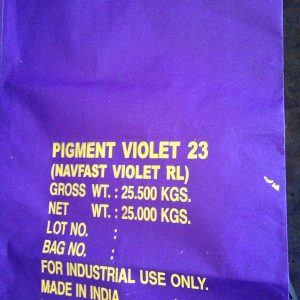 PIGMENT VIOLET 23
(NAVFAST VIOLET RL)
GROSS WT. : 25.500 KGS.
NET WT. : 25.000 KGS.
LOT NO. :
BAG NO. :
FOR INDUSTRIAL USE ONLY.
MADE IN INDIA